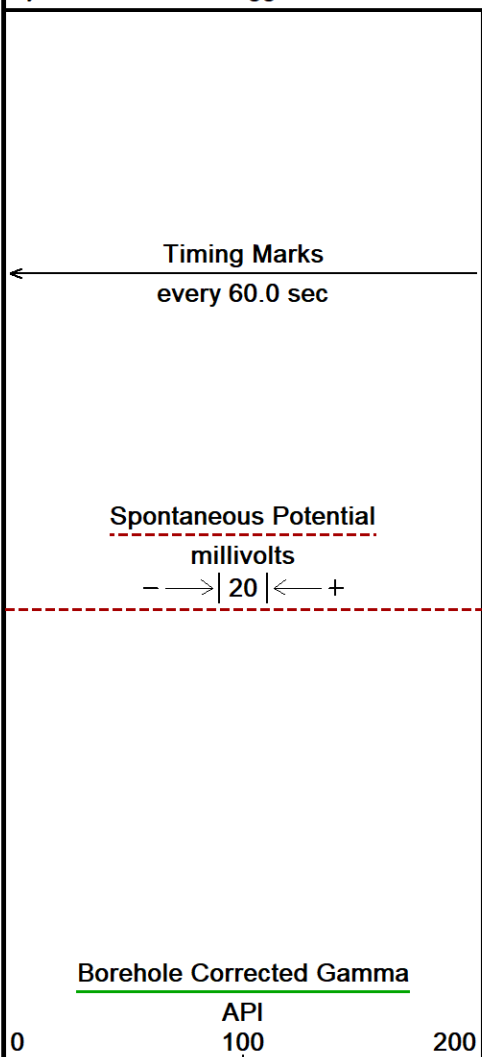 Timing Marks
every 60.0 sec
Spontaneous Potential
millivolts
− 20 +
Borehole Corrected Gamma
API
0 100 200